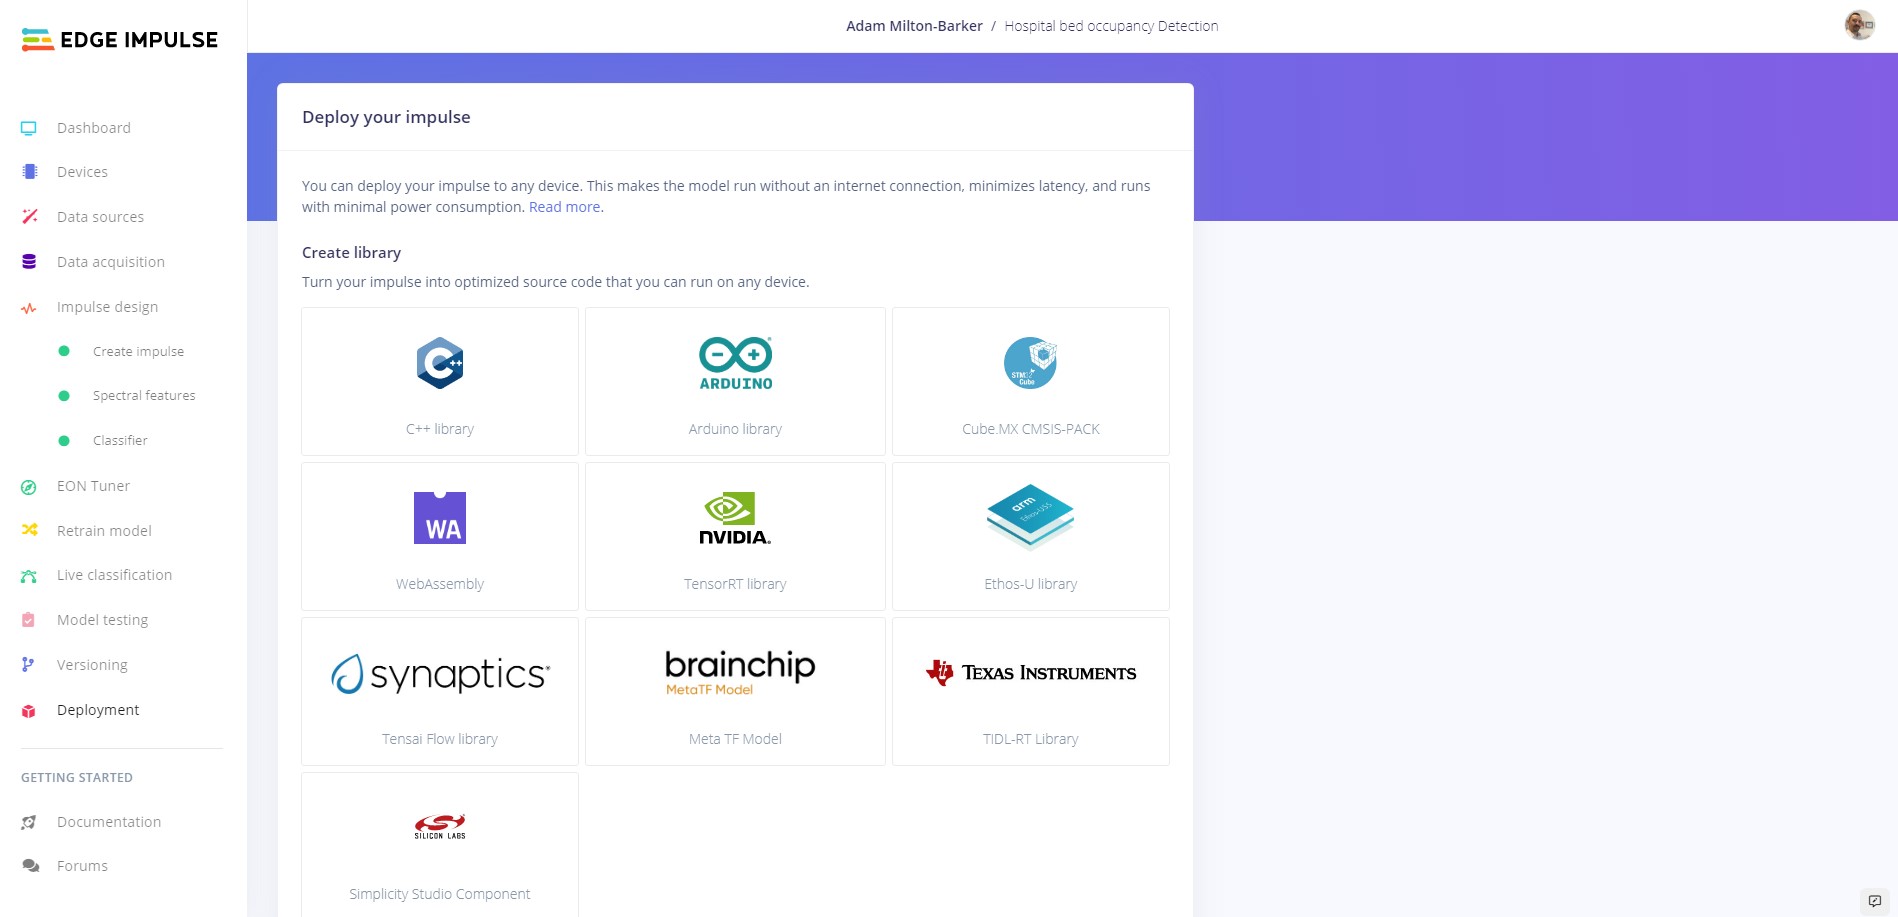 EDGE IMPULSE
Adam Milton-Barker / Hospital bed occupancy Detection
Dashboard
Devices
Data sources
Data acquisition
Impulse design
Create impulse
Spectral features
Classifier
EON Tuner
Retrain model
Live classification
Model testing
Versioning
Deployment
GETTING STARTED
Documentation
Forums
Deploy your impulse
You can deploy your impulse to any device. This makes the model run without an internet connection, minimizes latency, and runs
with minimal power consumption. Read more.
Create library
Turn your impulse into optimized source code that you can run on any device.
C++
C++ library
ARDUINO
Arduino library
STM32
Cube
Cube.MX CMSIS-PACK
WA
WebAssembly
NVIDIA.
TensorRT library
arm
Ethos-U55
Ethos-U library
synaptics
Tensai Flow library
brainchip
MetaTF Model
Meta TF Model
TEXAS INSTRUMENTS
TIDL-RT Library
SILICON LABS
Simplicity Studio Component